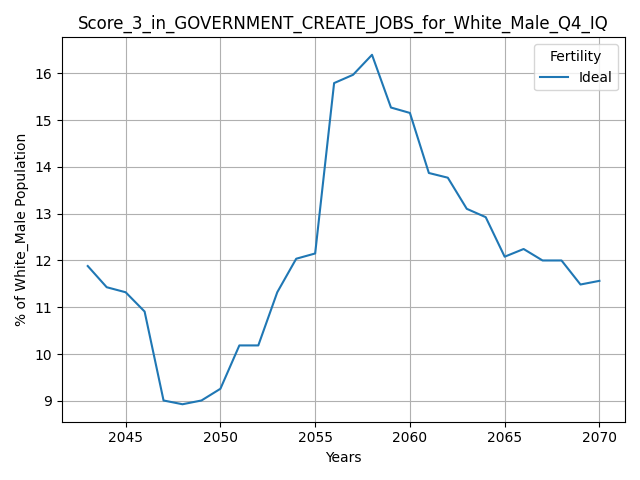 Score_3_in_GOVERNMENT_CREATE_JOBS_for_White_Male_Q4_IQ
Fertility
Ideal
% of White_Male Population
16
15
14
13
12
11
10
9
2045
2050
2055
2060
2065
2070
Years